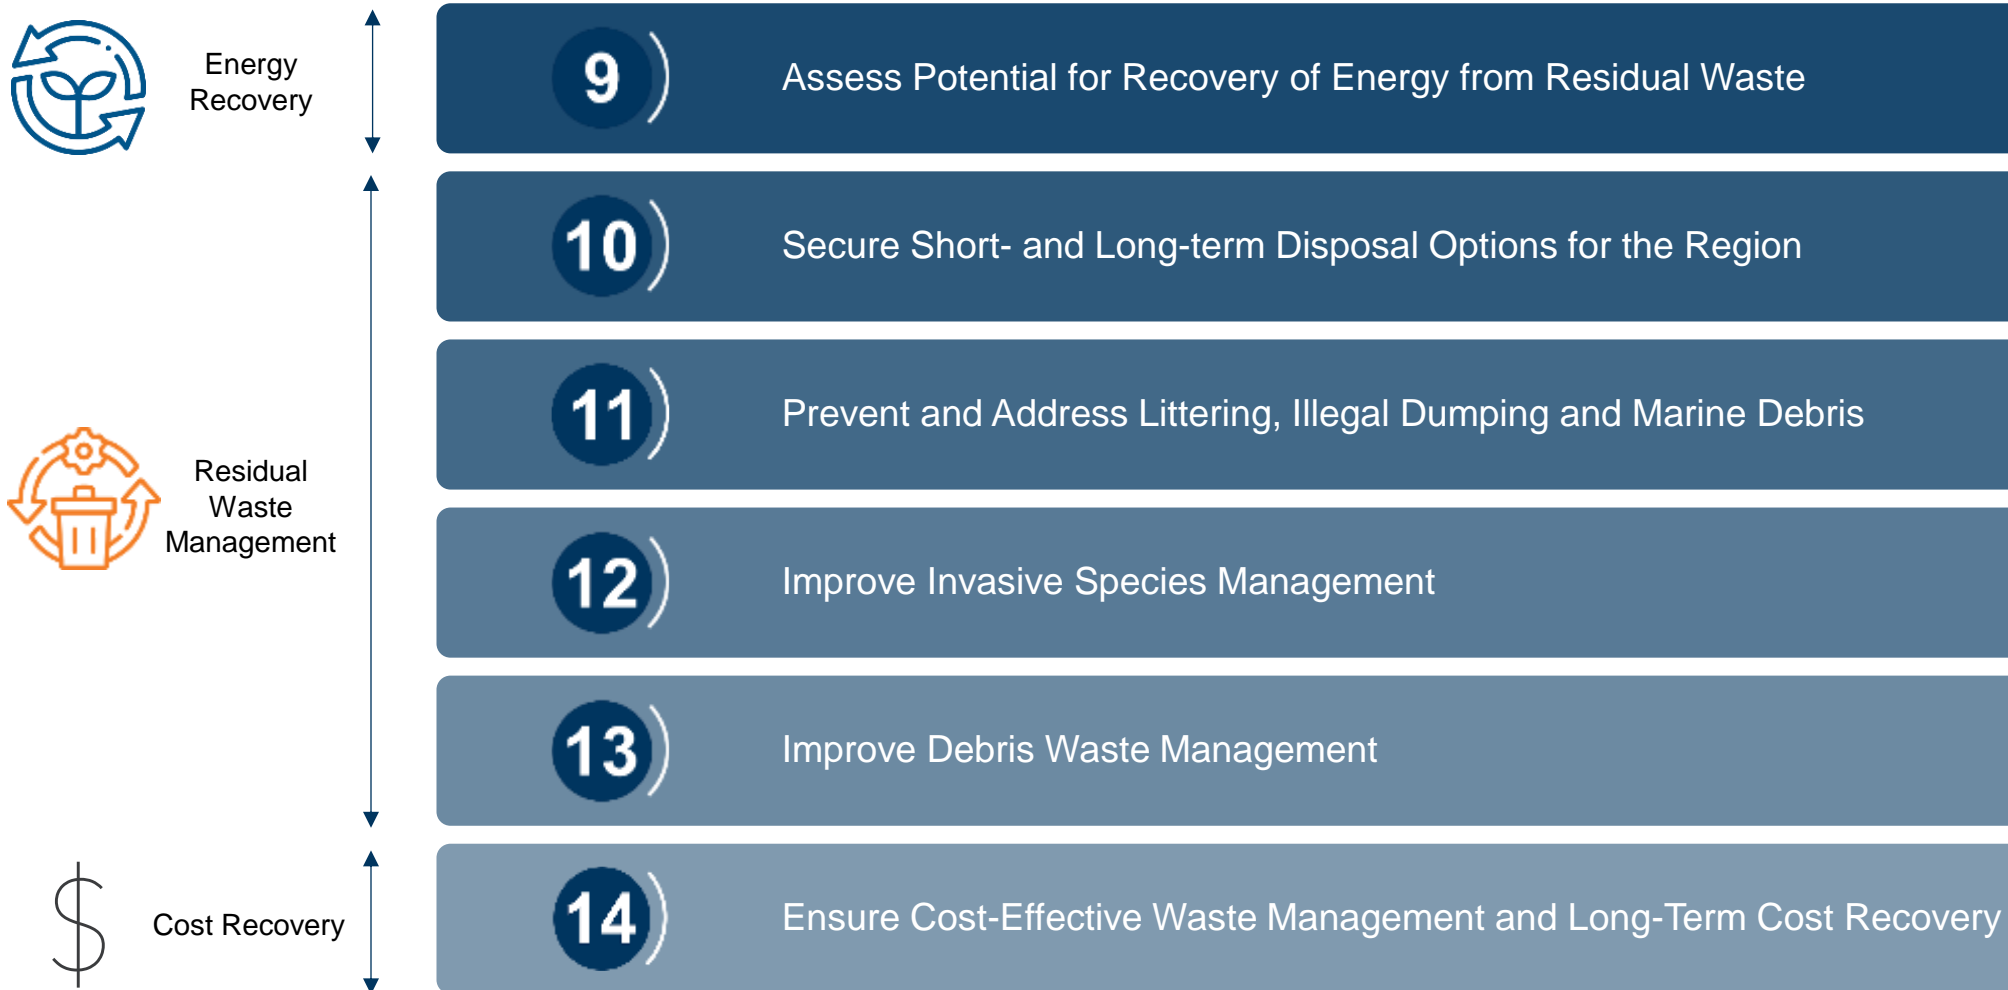 Energy
Recovery
9
Assess Potential for Recovery of Energy from Residual Waste
10
Secure Short- and Long-term Disposal Options for the Region
Residual
Waste
Management
11
Prevent and Address Littering, Illegal Dumping and Marine Debris
12
Improve Invasive Species Management
13
Improve Debris Waste Management
$
Cost Recovery
14
Ensure Cost-Effective Waste Management and Long-Term Cost Recovery